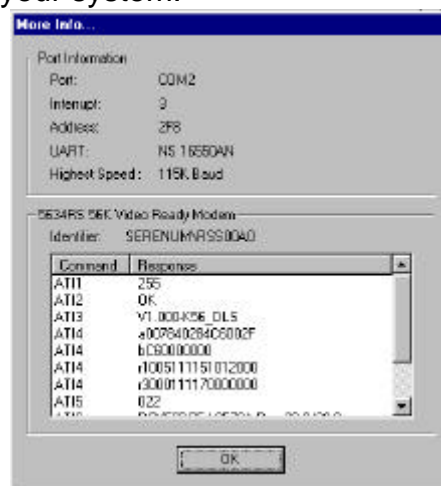 your system.
More Info...
Port Information
Port: COM2
Interrupt: 3
Address: 2F8
UART: NS 16550AN
Highest Speed: 115K Baud
5634RS 56K Video Ready Modem
Identifier: SERENUM\RSS00A0
Command Response
ATI1 255
ATI2 OK
ATI3 V1.000-K56_DLS
ATI4 a007840284C6002F
ATI4 bC60000000
ATI4 r1005111151012000
ATI4 r3000111170000000
ATI5 022
OK